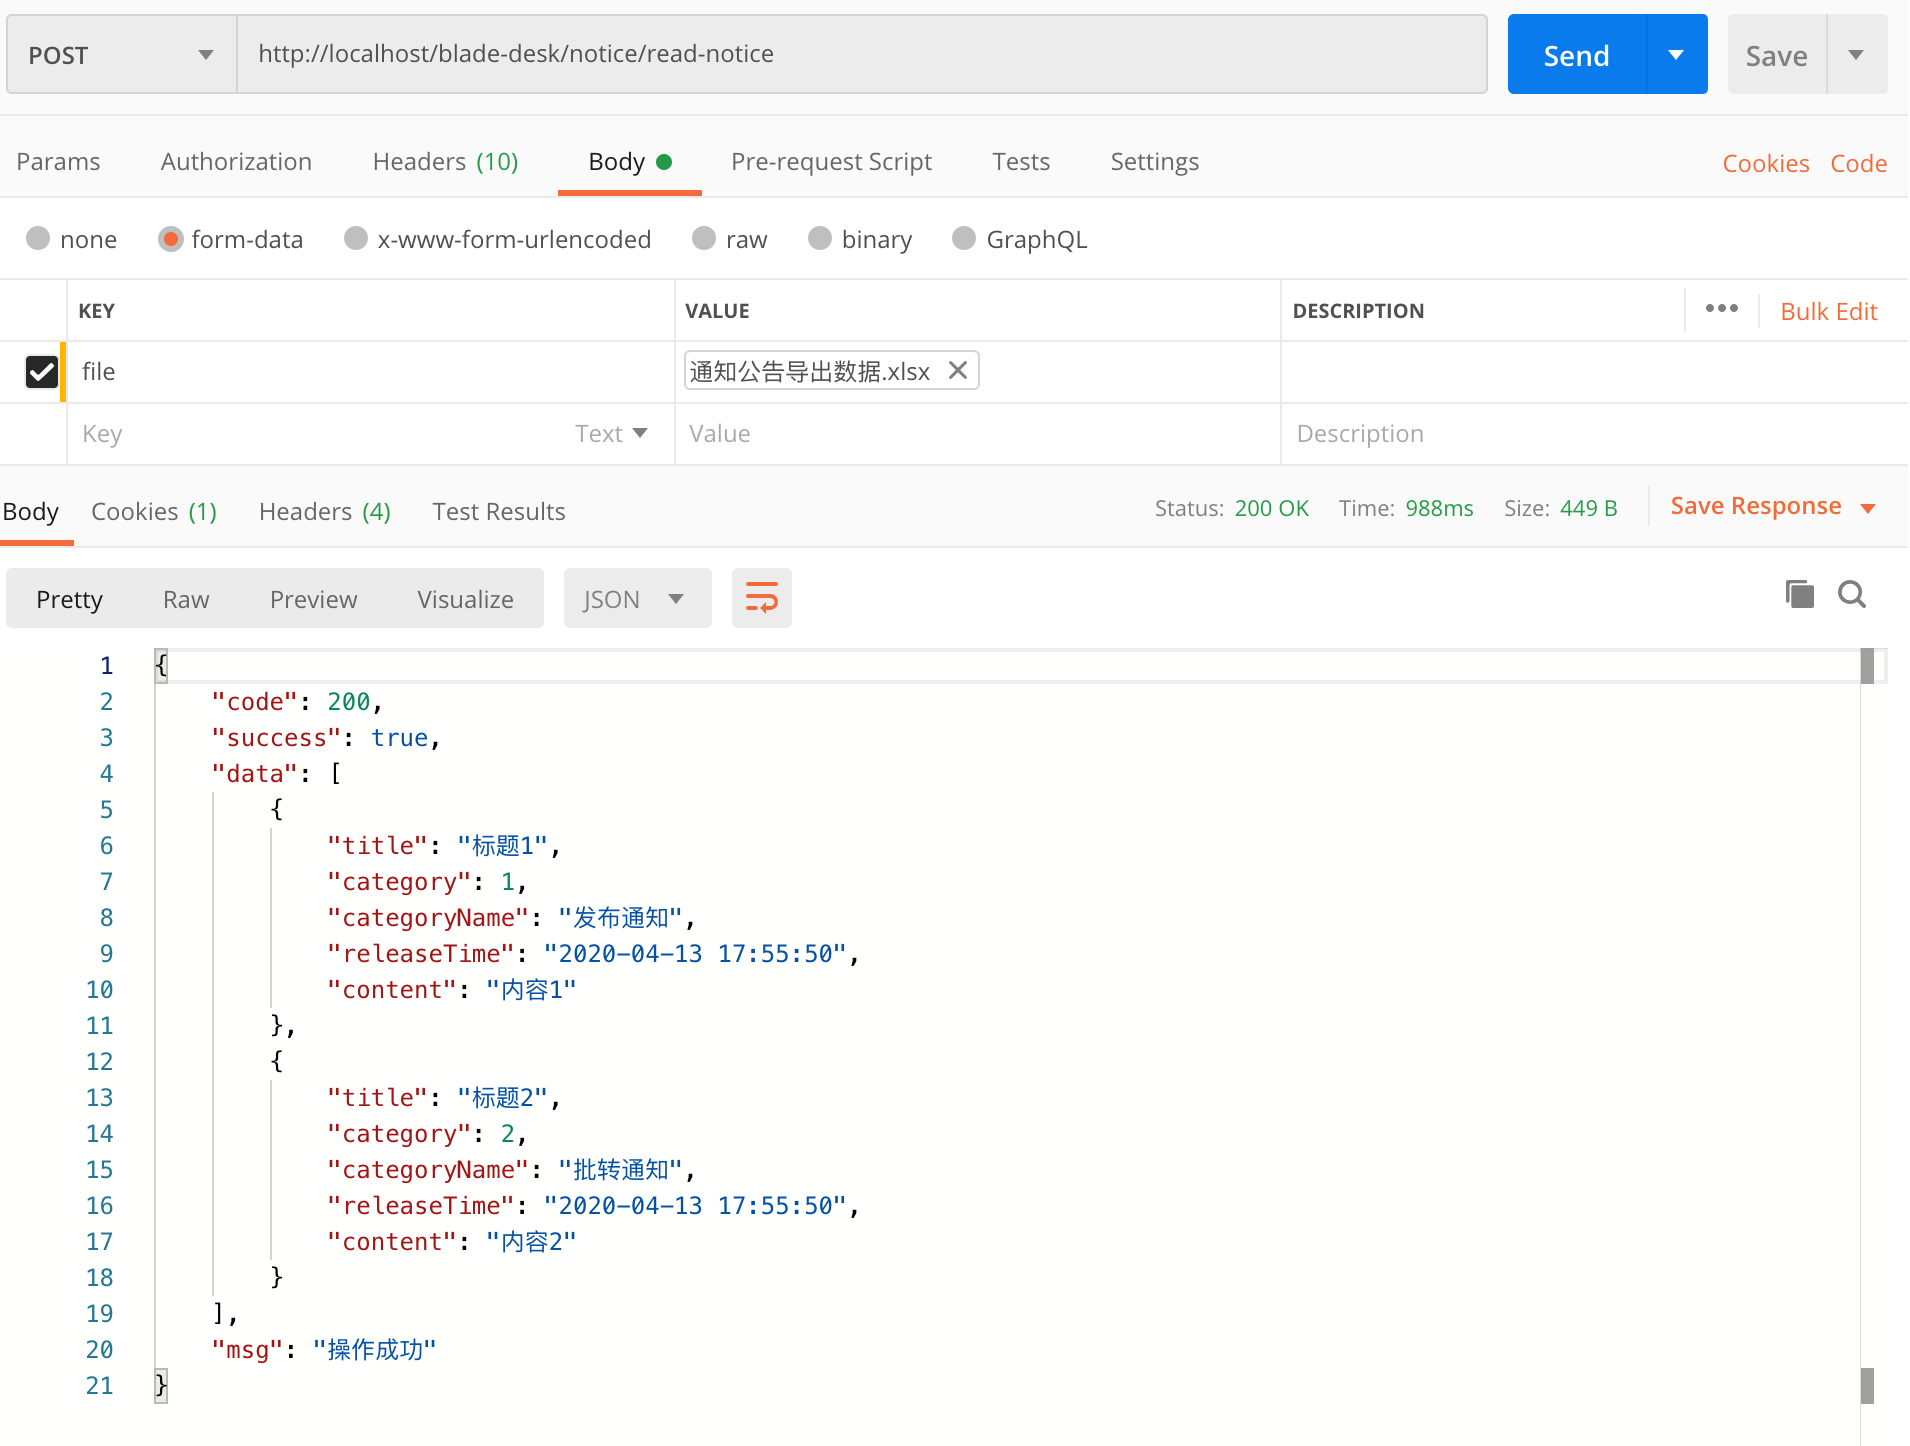 POST http://localhost/blade-desk/notice/read-notice Send Save
Params Authorization Headers (10) Body Pre-request Script Tests Settings Cookies Code
none form-data x-www-form-urlencoded raw binary GraphQL
KEY VALUE DESCRIPTION ••• Bulk Edit
file 通知公告导出数据.xlsx
Key Text Value Description
Body Cookies (1) Headers (4) Test Results Status: 200 OK Time: 988ms Size: 449 B Save Response
Pretty Raw Preview Visualize JSON
1 {
2 "code": 200,
3 "success": true,
4 "data": [
5 {
6 "title": "标题1",
7 "category": 1,
8 "categoryName": "发布通知",
9 "releaseTime": "2020-04-13 17:55:50",
10 "content": "内容1"
11 },
12 {
13 "title": "标题2",
14 "category": 2,
15 "categoryName": "批转通知",
16 "releaseTime": "2020-04-13 17:55:50",
17 "content": "内容2"
18 }
19 ],
20 "msg": "操作成功"
21 }